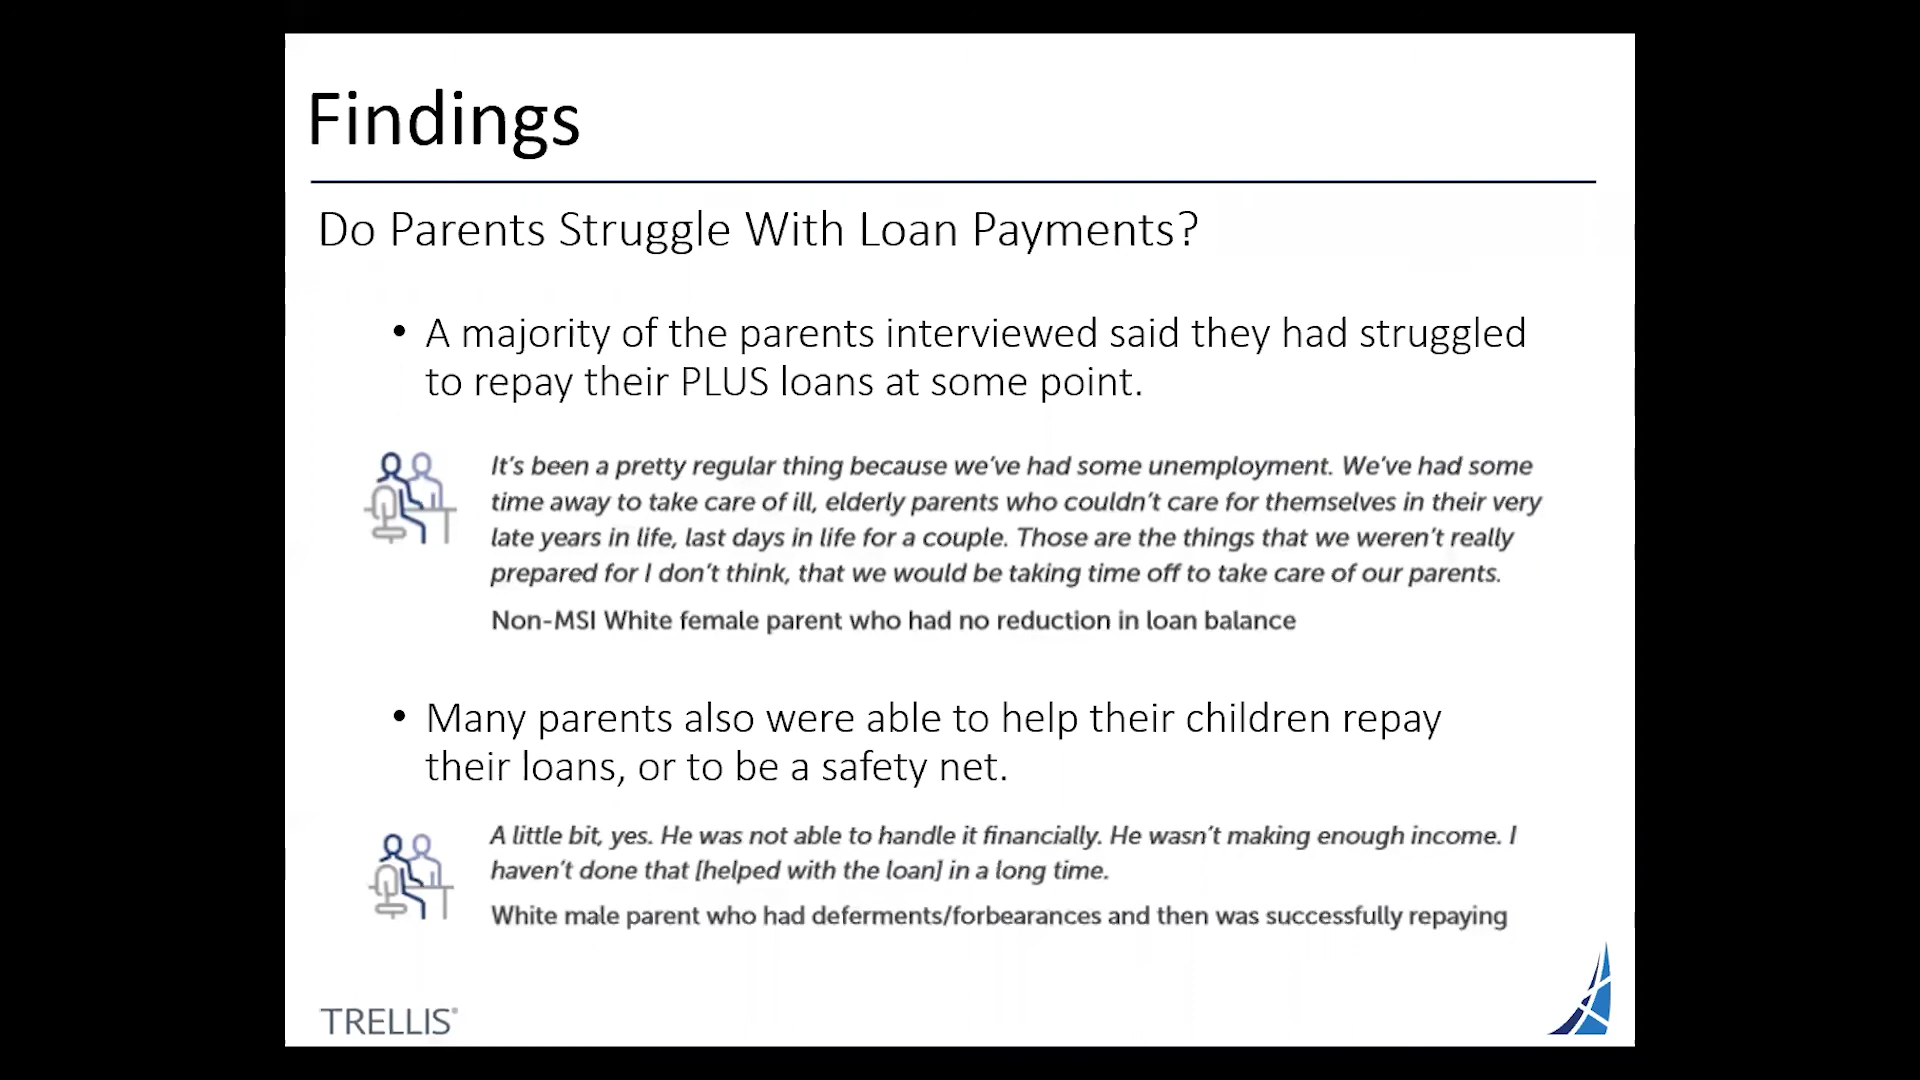 Findings
Do Parents Struggle With Loan Payments?
• A majority of the parents interviewed said they had struggled
to repay their PLUS loans at some point.
It's been a pretty regular thing because we've had some unemployment. We've had some
time away to take care of ill, elderly parents who couldn't care for themselves in their very
late years in life, last days in life for a couple. Those are the things that we weren't really
prepared for I don't think, that we would be taking time off to take care of our parents.
Non-MSI White female parent who had no reduction in loan balance
• Many parents also were able to help their children repay
their loans, or to be a safety net.
A little bit, yes. He was not able to handle it financially. He wasn't making enough income. I
haven't done that [helped with the loan] in a long time.
White male parent who had deferments/forbearances and then was successfully repaying
TRELLIS®